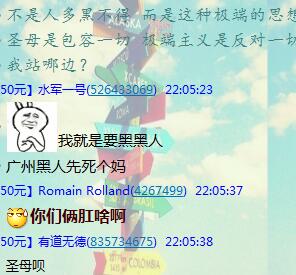 不是人多黑不得 而是这种极端的思想
圣母是包容一切 极端主义是反对一切
我站哪边？
50元】水军一号(526433069) 22:05:23
我就是要黑黑人
广州黑人先死个妈
50元】Romain Rolland(4267499) 22:05:37
你们俩肛啥啊
50元】有道无德(835734675) 22:05:38
圣母呗